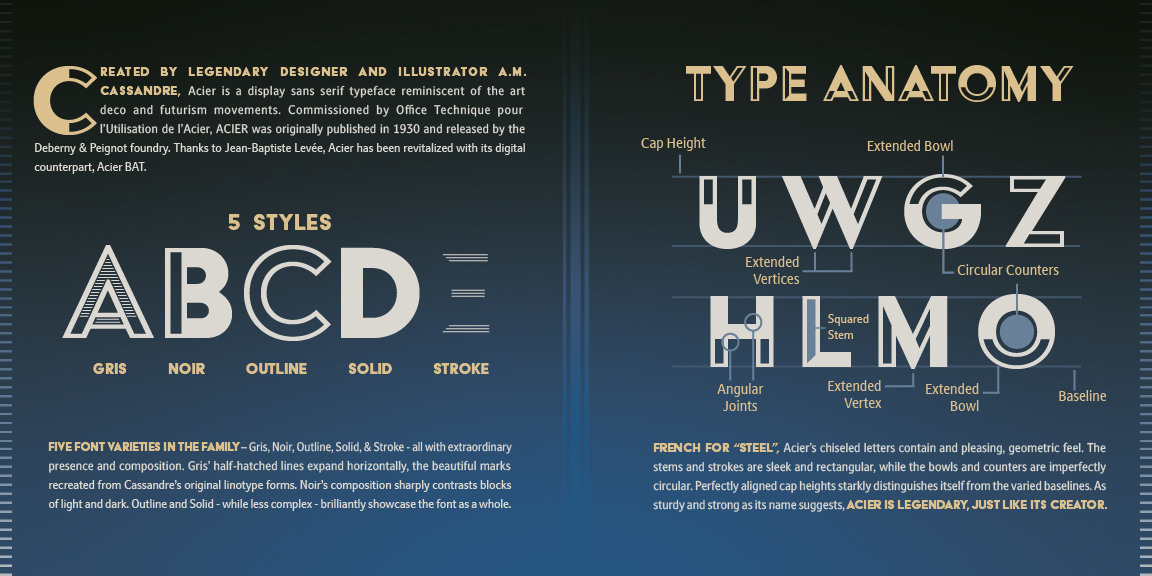 CREATED BY LEGENDARY DESIGNER AND ILLUSTRATOR A.M.
CASSANDRE, Acier is a display sans serif typeface reminiscent of the art
deco and futurism movements. Commissioned by Office Technique pour
l'Utilisation de l'Acier, ACIER was originally published in 1930 and released by the
Deberny & Peignot foundry. Thanks to Jean-Baptiste Levée, Acier has been revitalized with its digital
counterpart, Acier BAT.
5 STYLES
A B C D E
GRIS NOIR OUTLINE SOLID STROKE
FIVE FONT VARIETIES IN THE FAMILY – Gris, Noir, Outline, Solid, & Stroke - all with extraordinary
presence and composition. Gris' half-hatched lines expand horizontally, the beautiful marks
recreated from Cassandre's original linotype forms. Noir's composition sharply contrasts blocks
of light and dark. Outline and Solid - while less complex - brilliantly showcase the font as a whole.
TYPE ANATOMY
Cap Height
Extended Bowl
U W G Z
Extended
Vertices
Circular Counters
H L M O
Squared
Stem
Angular
Joints
Extended
Vertex
Extended
Bowl
Baseline
FRENCH FOR “STEEL”, Acier's chiseled letters contain and pleasing, geometric feel. The
stems and strokes are sleek and rectangular, while the bowls and counters are imperfectly
circular. Perfectly aligned cap heights starkly distinguishes itself from the varied baselines. As
sturdy and strong as its name suggests, ACIER IS LEGENDARY, JUST LIKE ITS CREATOR.